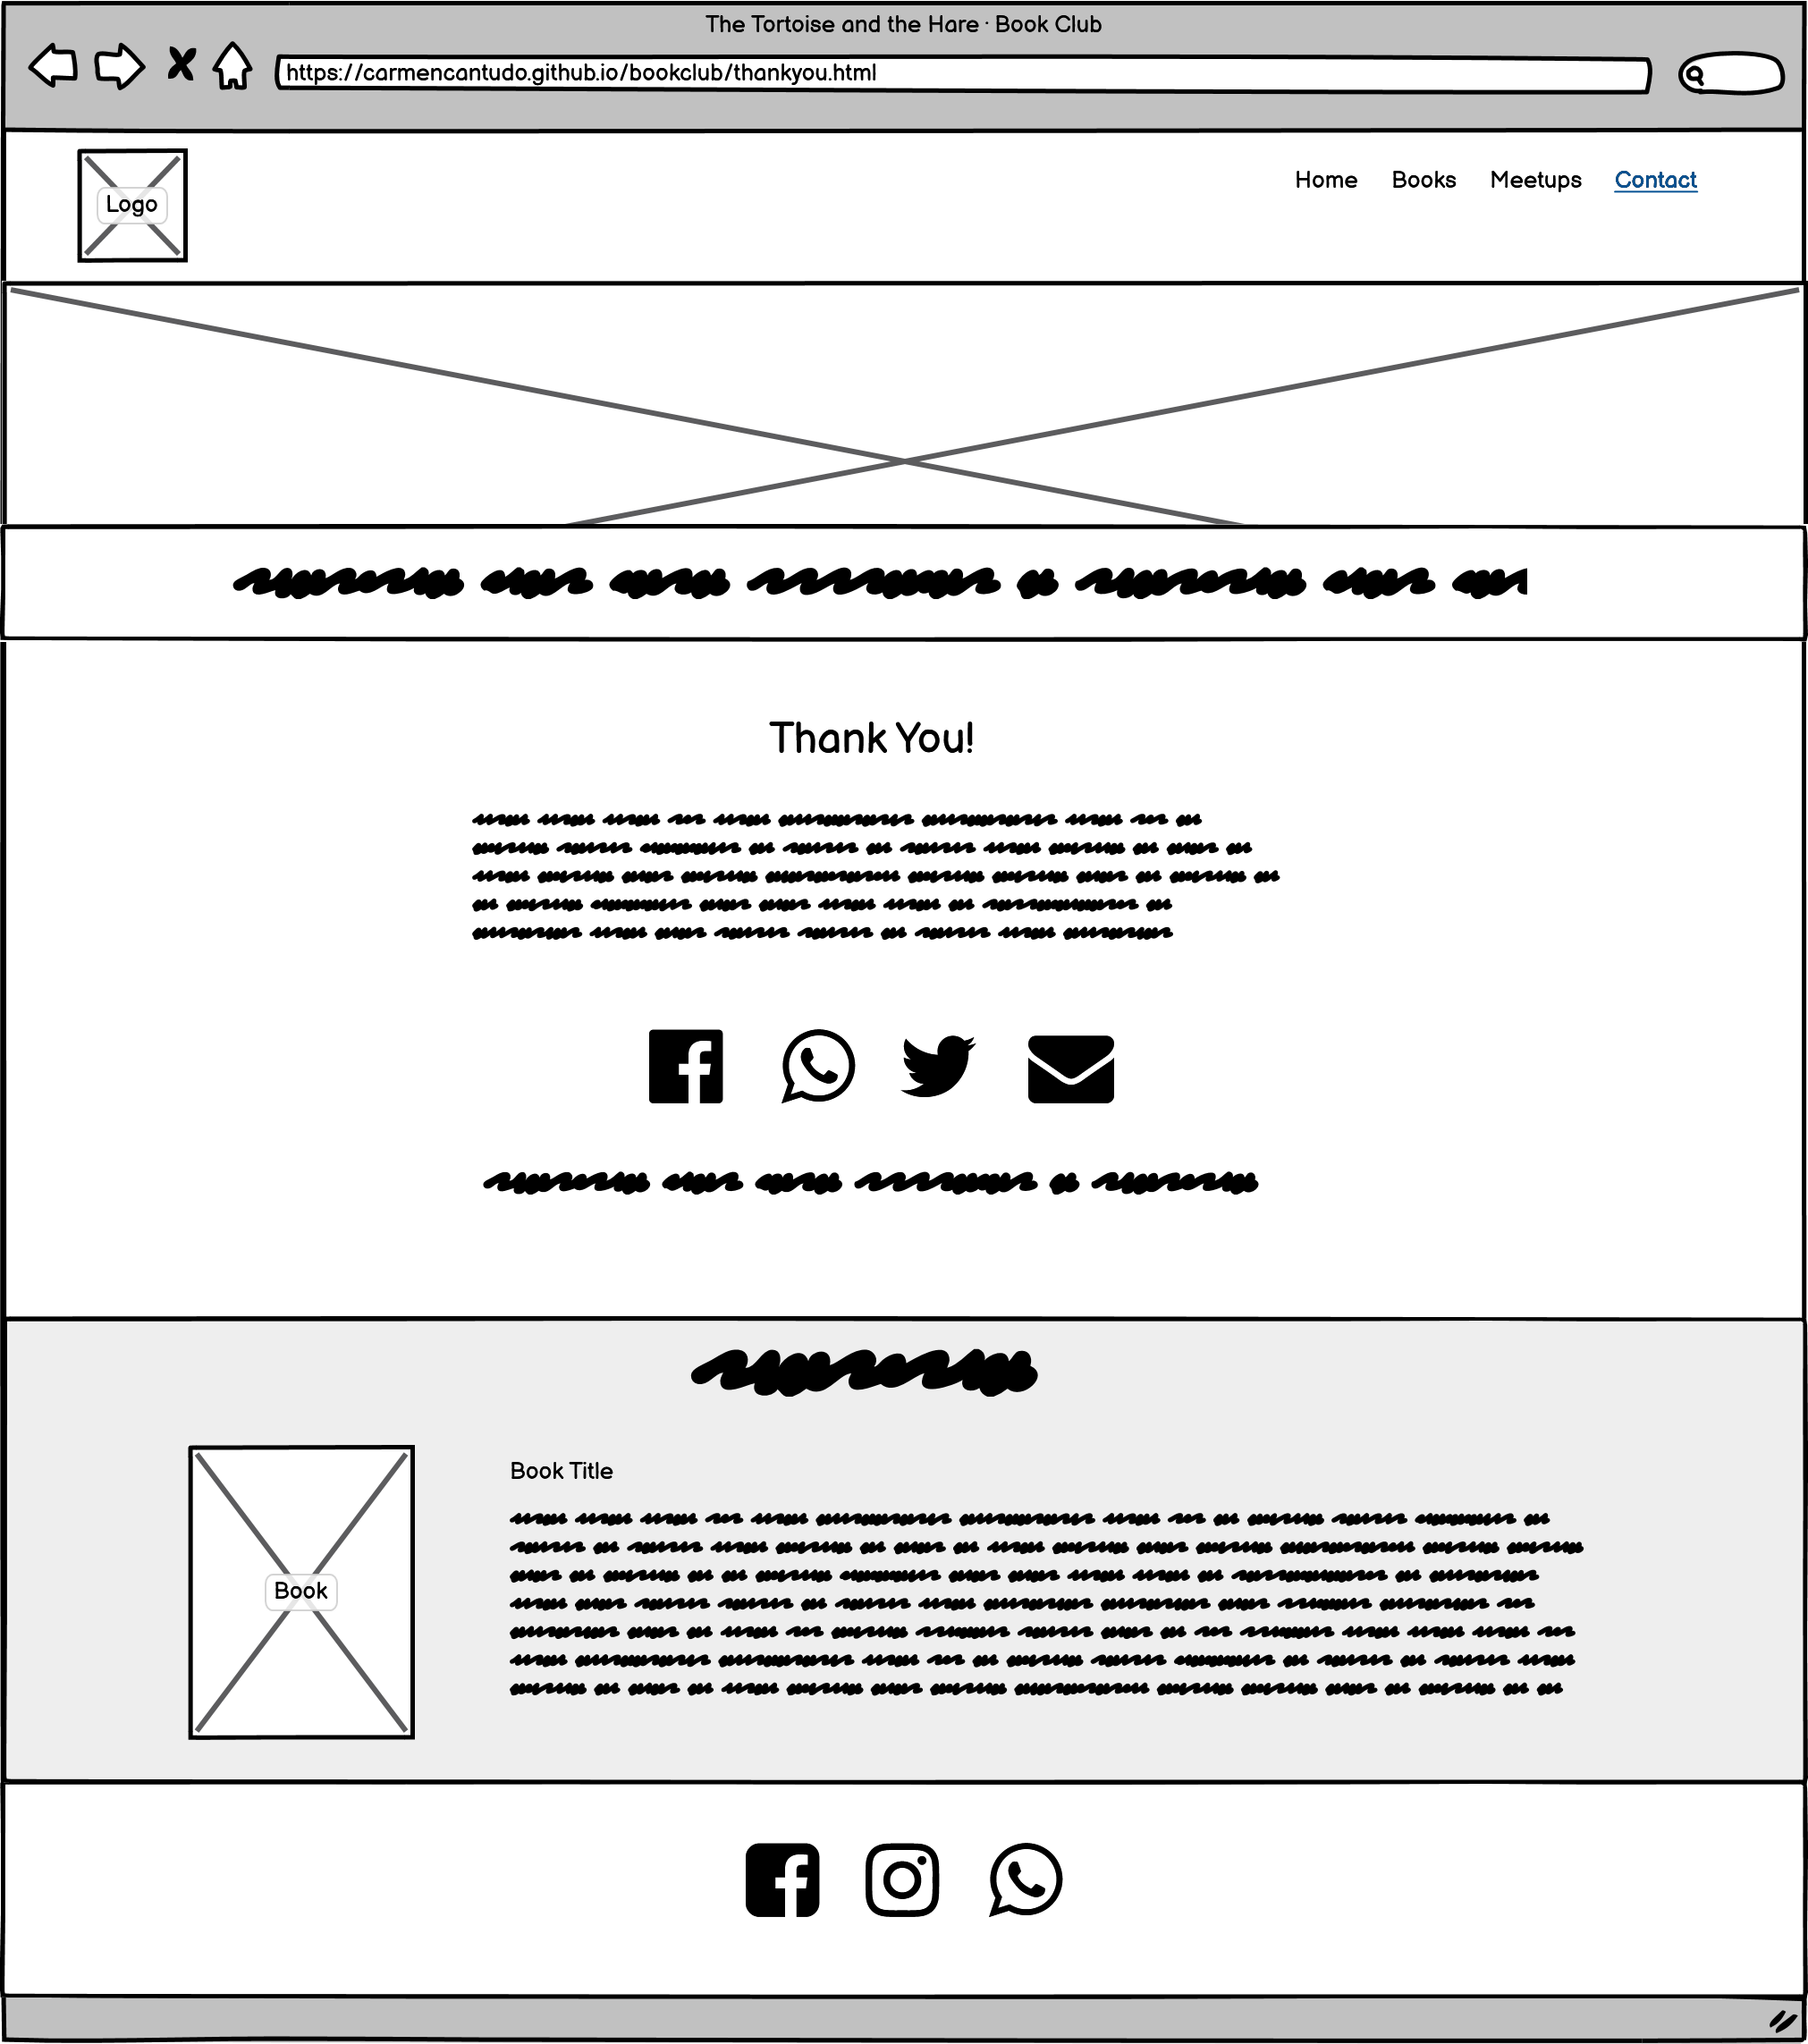 The Tortoise and the Hare · Book Club
https://carmencantudo.github.io/bookclub/thankyou.html
Logo
Home Books Meetups Contact
Thank You!
Book Title
Book